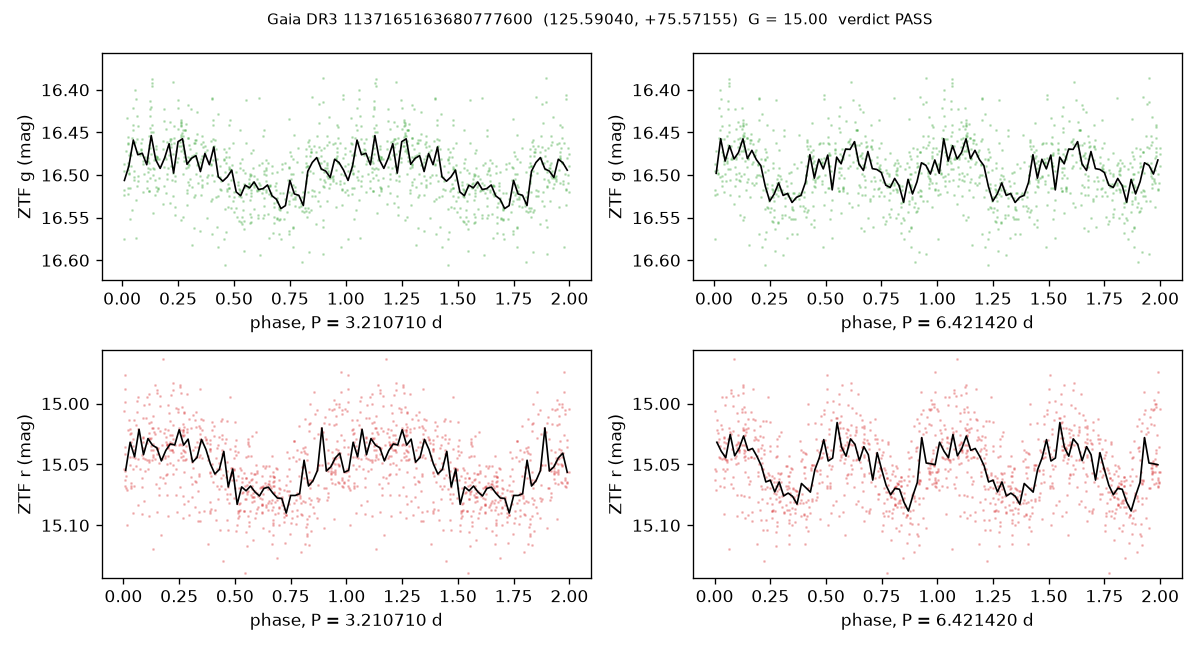 Gaia DR3 1137165163680777600  (125.59040, +75.57155)  G = 15.00  verdict PASS
ZTF g (mag)
16.40
16.45
16.50
16.55
16.60
0.00 0.25 0.50 0.75 1.00 1.25 1.50 1.75 2.00
phase, P = 3.210710 d
ZTF g (mag)
16.40
16.45
16.50
16.55
16.60
0.00 0.25 0.50 0.75 1.00 1.25 1.50 1.75 2.00
phase, P = 6.421420 d
ZTF r (mag)
15.00
15.05
15.10
0.00 0.25 0.50 0.75 1.00 1.25 1.50 1.75 2.00
phase, P = 3.210710 d
ZTF r (mag)
15.00
15.05
15.10
0.00 0.25 0.50 0.75 1.00 1.25 1.50 1.75 2.00
phase, P = 6.421420 d